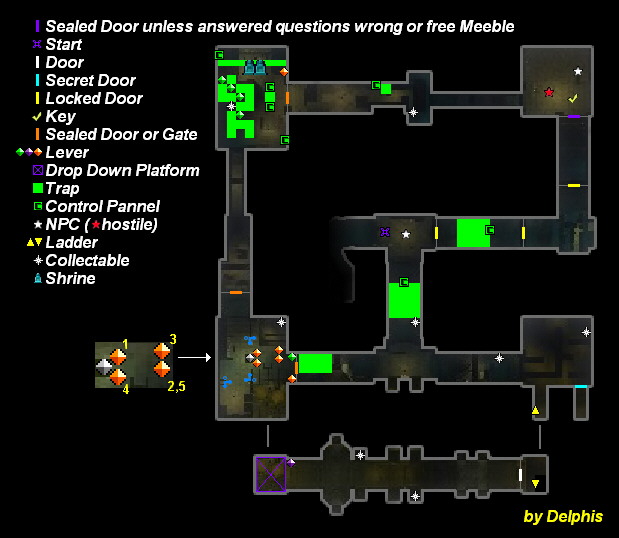 Sealed Door unless answered questions wrong or free Meeble
Start
Door
Secret Door
Locked Door
Key
Sealed Door or Gate
Lever
Drop Down Platform
Trap
Control Pannel
NPC (★hostile)
Ladder
Collectable
Shrine
1
3
4
2,5
by Delphis